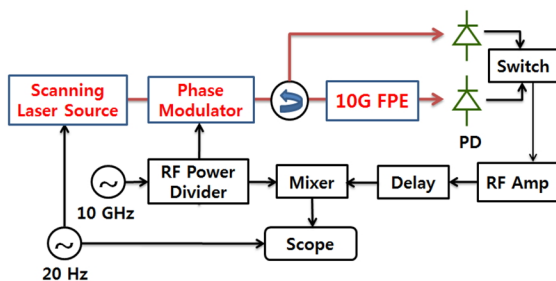 Scanning
Laser Source
Phase
Modulator
10G FPE
Switch
PD
10 GHz
RF Power
Divider
Mixer
Delay
RF Amp
Scope
20 Hz